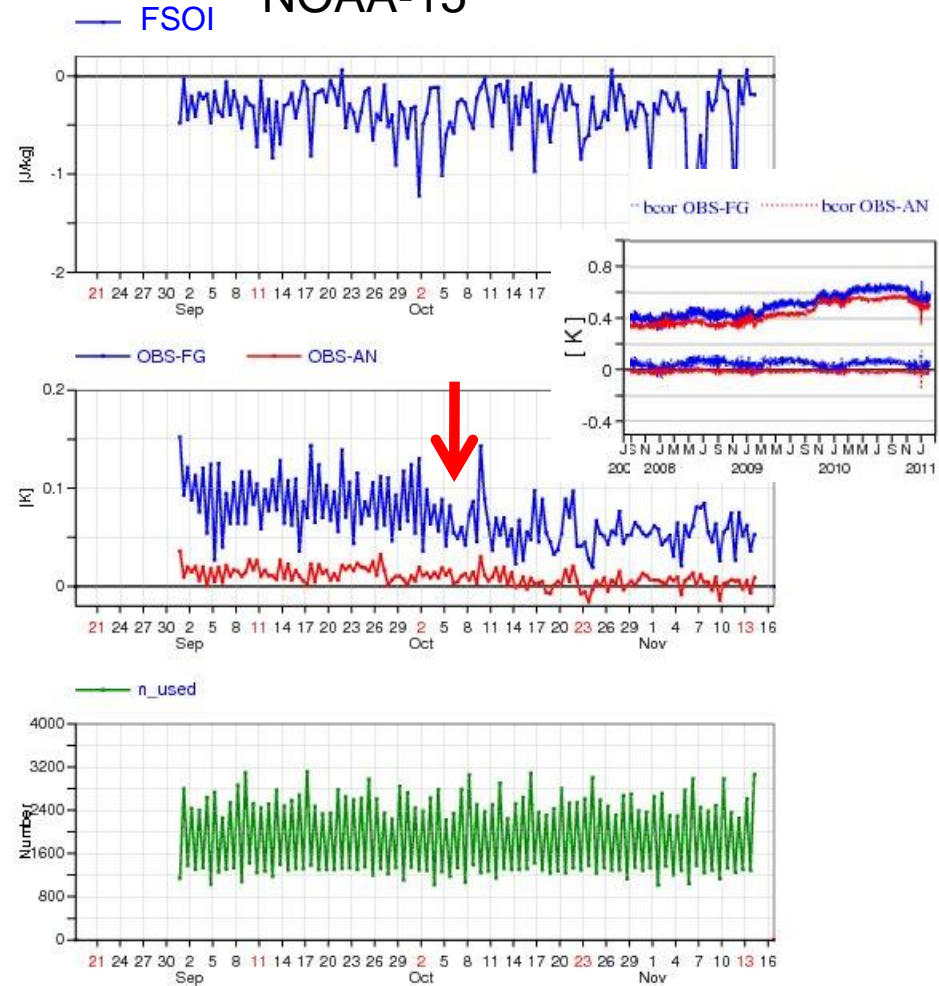 NOAA-15
FSOI
0
-1
-2
[J/kg]
21 24 27 30 2 5 8 11 14 17 20 23 26 29 2 5 8 11 14 17
Sep Oct
bcor OBS-FG bcor OBS-AN
0.8
0.4
0
-0.4
[ K ]
J S N J M M J S N J M M J S N J M M J S N J
200 2008 2009 2010 2011
OBS-FG OBS-AN
0.2
0.1
0
[K]
21 24 27 30 2 5 8 11 14 17 20 23 26 29 2 5 8 11 14 17 20 23 26 29 1 4 7 10 13 16
Sep Oct Nov
n_used
4000
3200
2400
1600
800
0
Number
21 24 27 30 2 5 8 11 14 17 20 23 26 29 2 5 8 11 14 17 20 23 26 29 1 4 7 10 13 16
Sep Oct Nov